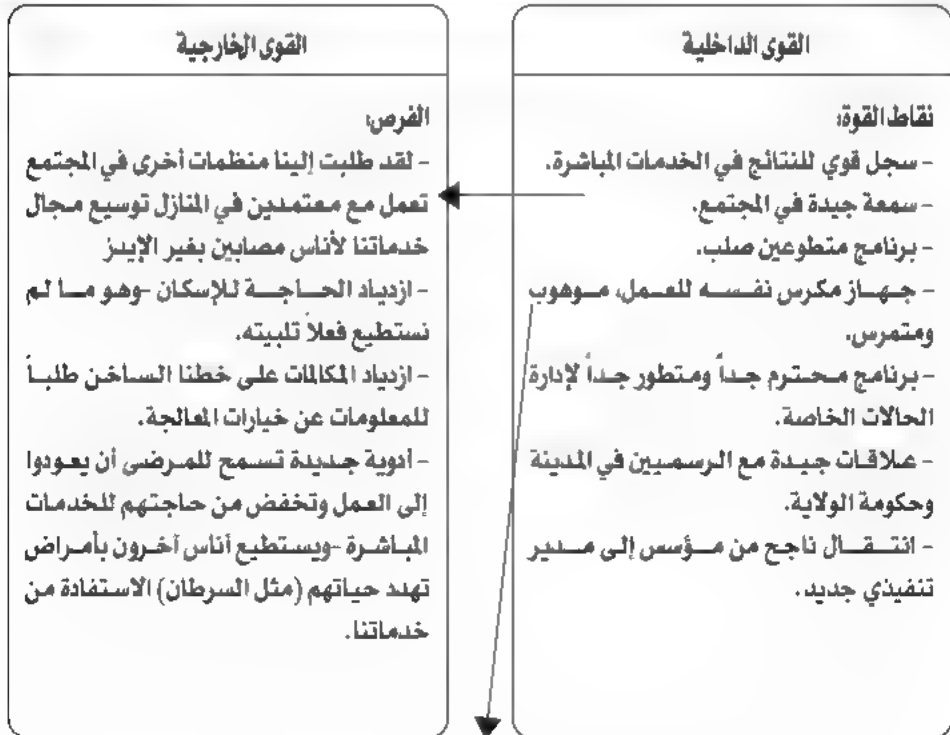 القوى الداخلية
نقاط القوة:
- سجل قوي للنتائج في الخدمات المباشرة.
- سمعة جيدة في المجتمع.
- برنامج متطوعين صلب.
- جهاز مكرس نفسه للعمل، موهوب
ومتمرس.
- برنامج محترم جداً ومتطور جداً لإدارة
الحالات الخاصة.
- علاقات جيدة مع الرسميين في المدينة
وحكومة الولاية.
- انتقال ناجح من مؤسس إلى مدير
تنفيذي جديد.
القوى الخارجية
الفرص:
- لقد طلبت إلينا منظمات أخرى في المجتمع
تعمل مع معتمدين في المنازل توسيع مجال
خدماتنا لأناس مصابين بغير الإيدز
- ازدياد الحاجة للإسكان -وهو ما لم
نستطيع فعلاً تلبيته.
- ازدياد المكالمات على خطنا الساخن طلباً
للمعلومات عن خيارات المعالجة.
- أدوية جديدة تسمح للمرضى أن يعودوا
إلى العمل وتخفض من حاجتهم للخدمات
المباشرة -ويستطيع أناس آخرون بأمراض
تهدد حياتهم (مثل السرطان) الاستفادة من
خدماتنا.